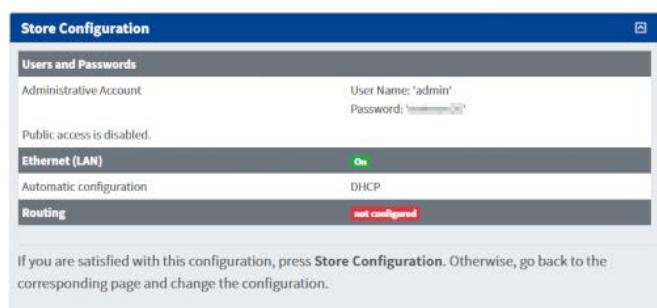 Store Configuration
Users and Passwords
Administrative Account
User Name: 'admin'
Password: '
Public access is disabled.
Ethernet (LAN) On
Automatic configuration DHCP
Routing not configured
If you are satisfied with this configuration, press Store Configuration. Otherwise, go back to the
corresponding page and change the configuration.